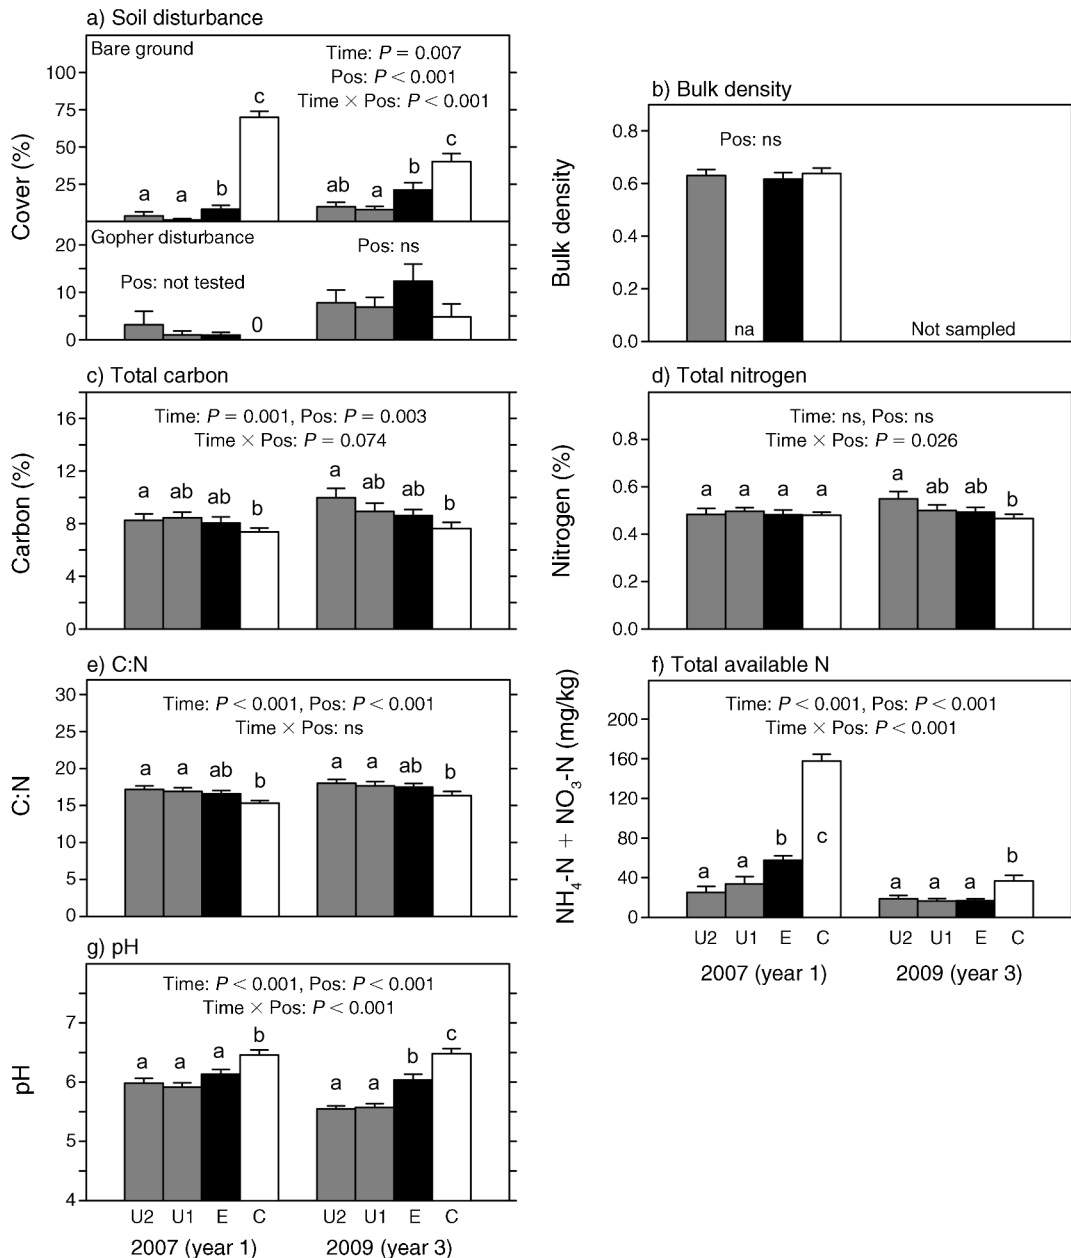 a) Soil disturbance
Bare ground
Time: P = 0.007
Pos: P < 0.001
Time × Pos: P < 0.001
100
75
50
25
a
a
b
c
ab
a
b
c
Cover (%)
Gopher disturbance
Pos: not tested
Pos: ns
20
10
0
0
b) Bulk density
Pos: ns
0.8
0.6
0.4
0.2
0.0
Bulk density
na
Not sampled
c) Total carbon
Time: P = 0.001, Pos: P = 0.003
Time × Pos: P = 0.074
16
12
8
4
0
Carbon (%)
a
ab
ab
b
a
ab
ab
b
d) Total nitrogen
Time: ns, Pos: ns
Time × Pos: P = 0.026
0.8
0.6
0.4
0.2
0.0
Nitrogen (%)
a
a
a
a
a
ab
ab
b
e) C:N
Time: P < 0.001, Pos: P < 0.001
Time × Pos: ns
30
25
20
15
10
5
0
C:N
a
a
ab
b
a
a
ab
b
f) Total available N
Time: P < 0.001, Pos: P < 0.001
Time × Pos: P < 0.001
200
160
120
80
40
0
NH4-N + NO3-N (mg/kg)
a
a
b
c
a
a
a
b
U2 U1 E C U2 U1 E C
2007 (year 1) 2009 (year 3)
g) pH
Time: P < 0.001, Pos: P < 0.001
Time × Pos: P < 0.001
7
6
5
4
pH
a
a
a
b
a
a
b
c
U2 U1 E C U2 U1 E C
2007 (year 1) 2009 (year 3)